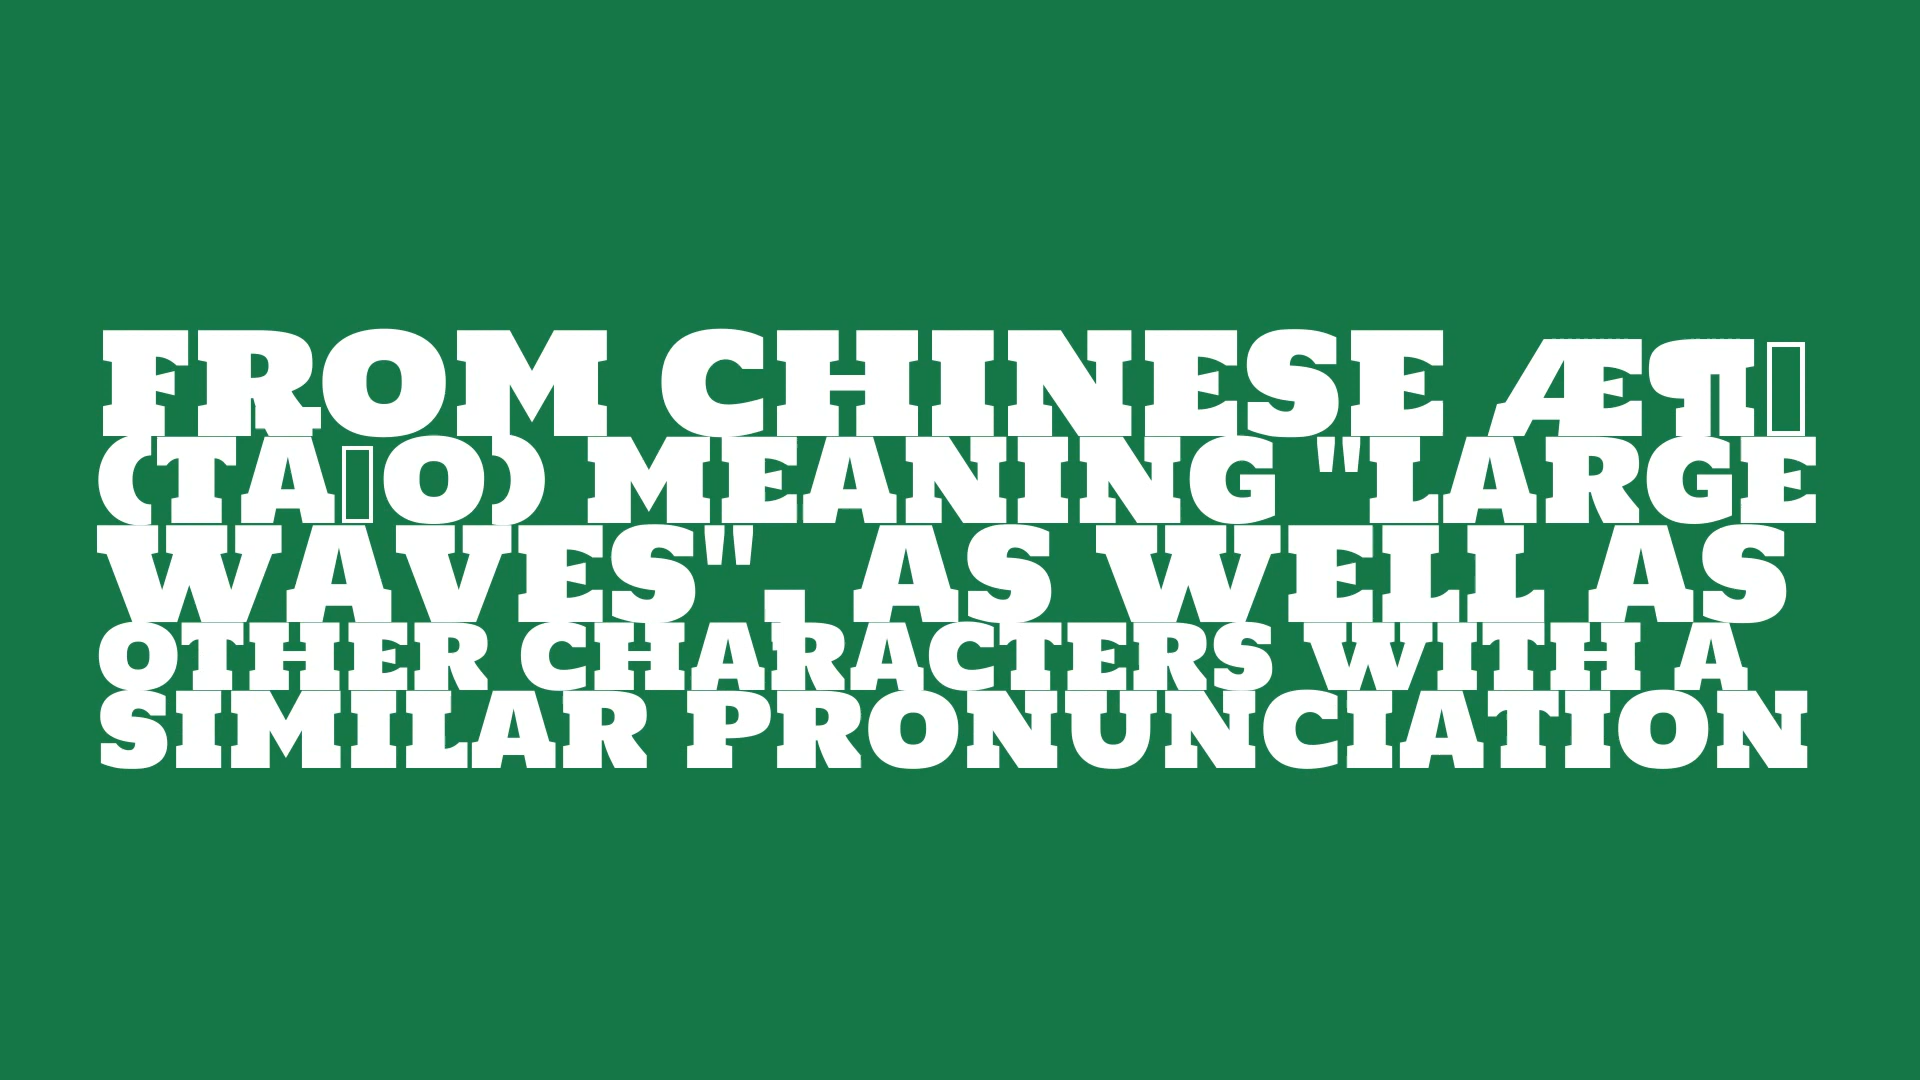 FROM CHINESE Æ¶▯
(TA▯O) MEANING "LARGE
WAVES", AS WELL AS
OTHER CHARACTERS WITH A
SIMILAR PRONUNCIATION